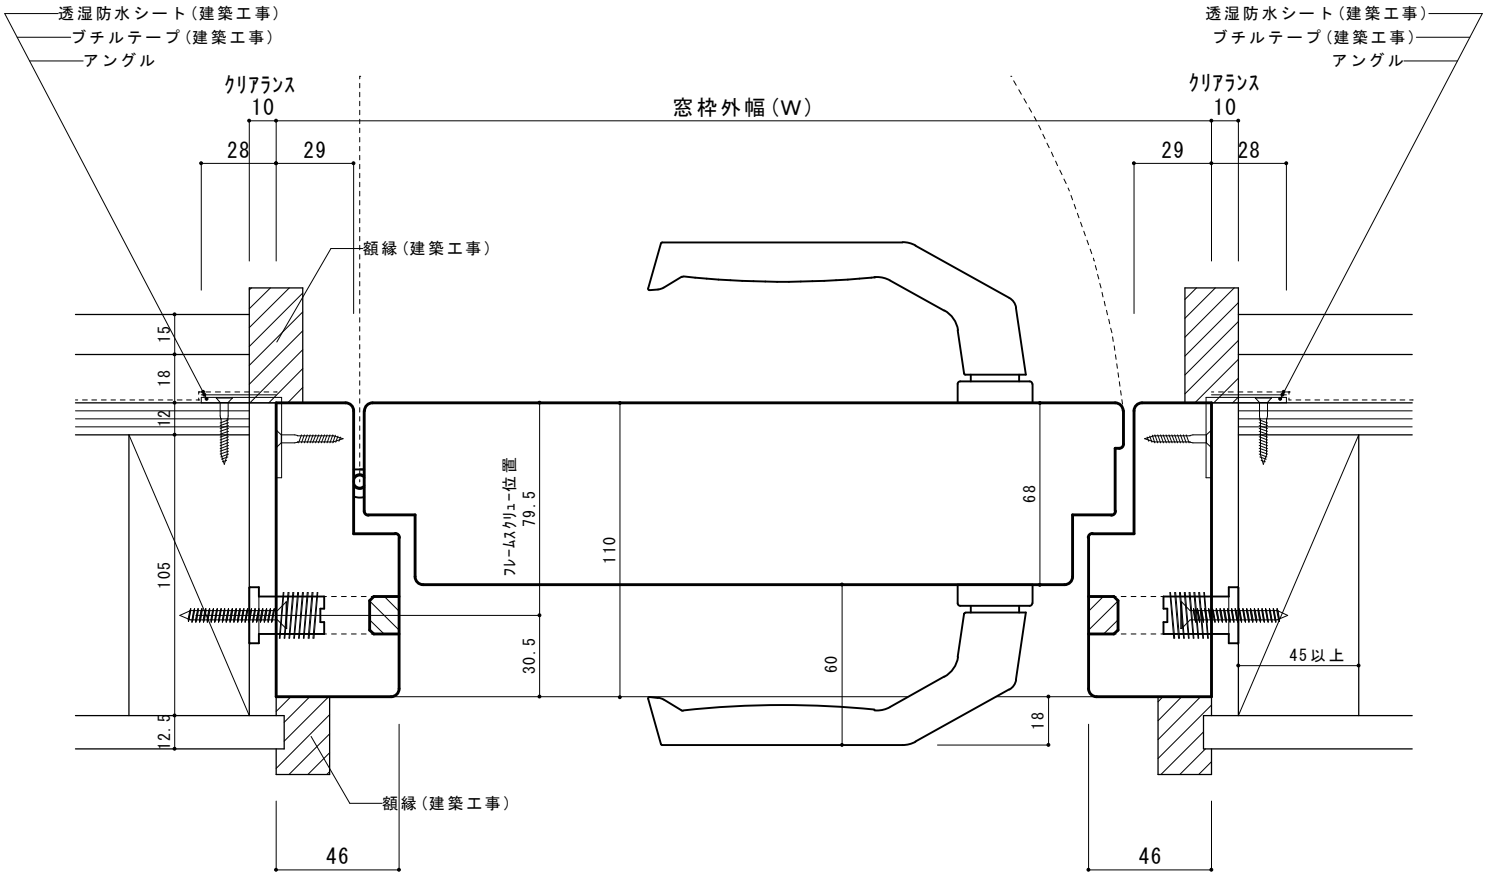 透湿防水シート(建築工事)
ブチルテープ(建築工事)
アングル
透湿防水シート(建築工事)
ブチルテープ(建築工事)
アングル
クリアランス
10
窓枠外幅(W)
クリアランス
10
28
29
29
28
額縁(建築工事)
15
18
12
105
12.5
フレームスクリュー位置
79.5
30.5
110
68
60
18
45以上
額縁(建築工事)
46
46